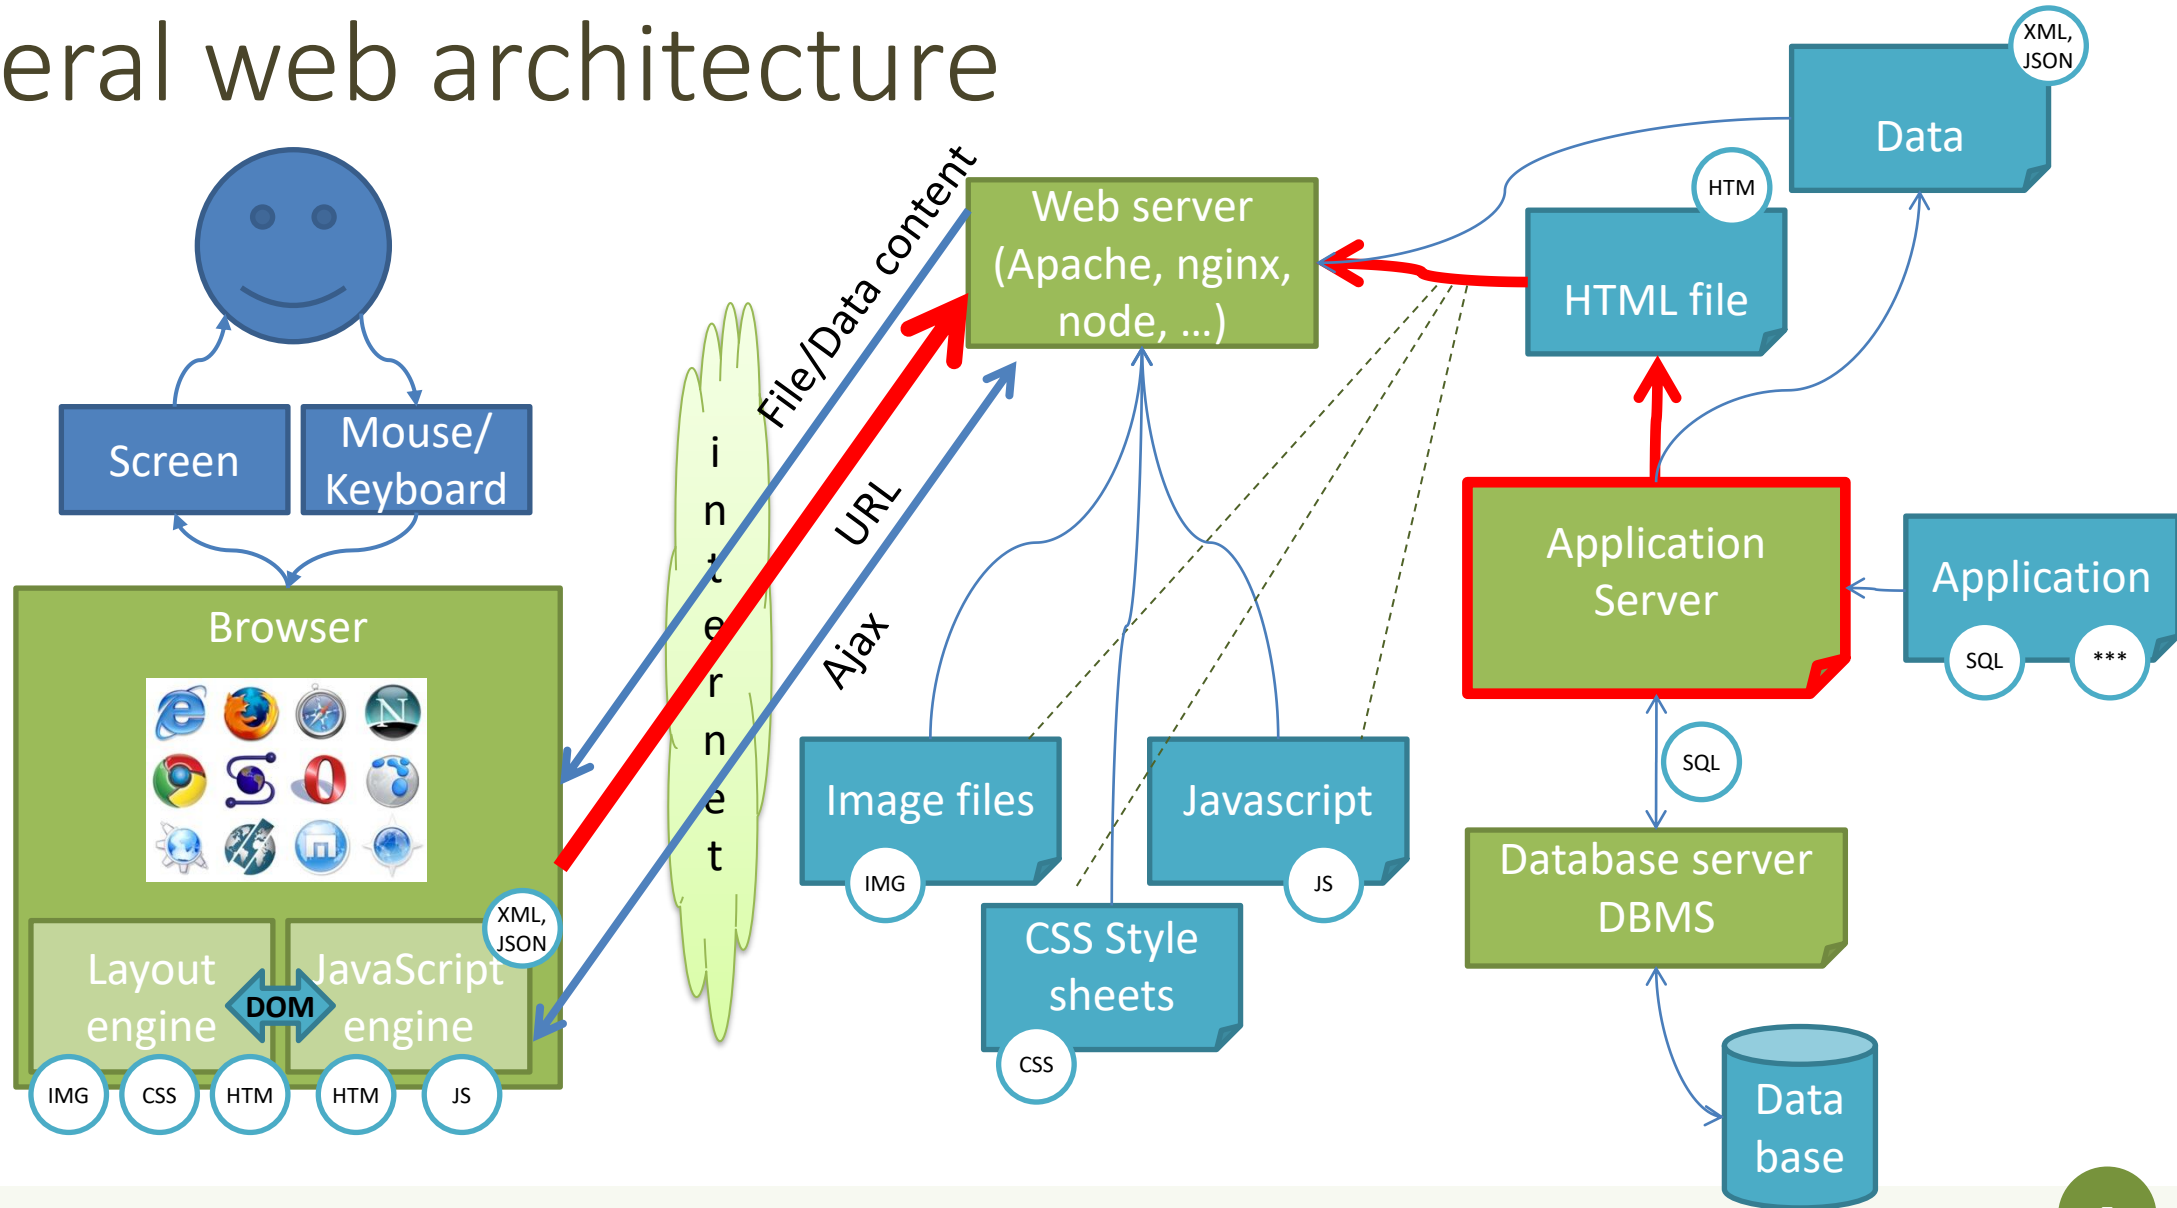 eral web architecture
XML,
JSON
Data
HTM
HTML file
Web server
(Apache, nginx,
node, ...)
File/Data content
URL
Ajax
internet
Screen
Mouse/
Keyboard
Browser
N
XML,
JSON
Layout
engine
DOM
JavaScript
engine
IMG
CSS
HTM
HTM
JS
Image files
IMG
CSS Style
sheets
CSS
Javascript
JS
Application
Server
Application
SQL
***
SQL
Database server
DBMS
Data
base